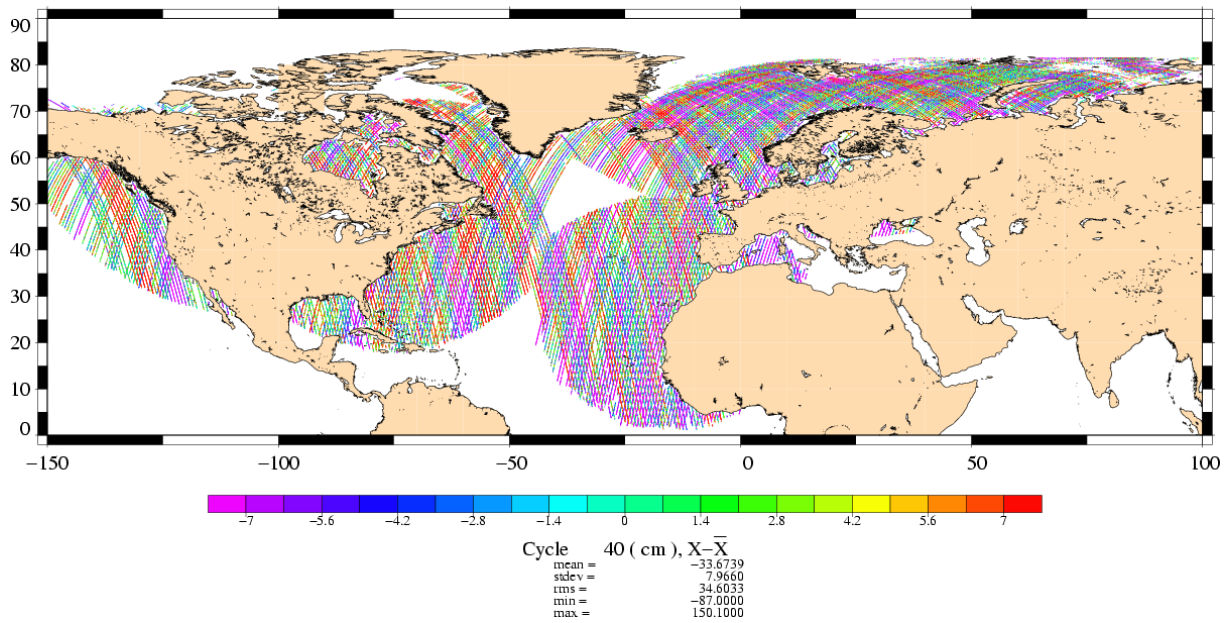 90
80
70
60
50
40
30
20
10
0
−150 −100 −50 0 50 100
−7 −5.6 −4.2 −2.8 −1.4 0 1.4 2.8 4.2 5.6 7
Cycle 40 ( cm ), X−X̅
mean = −33.6739
stdev = 7.9660
rms = 34.6033
min = −87.0000
max = 150.1000